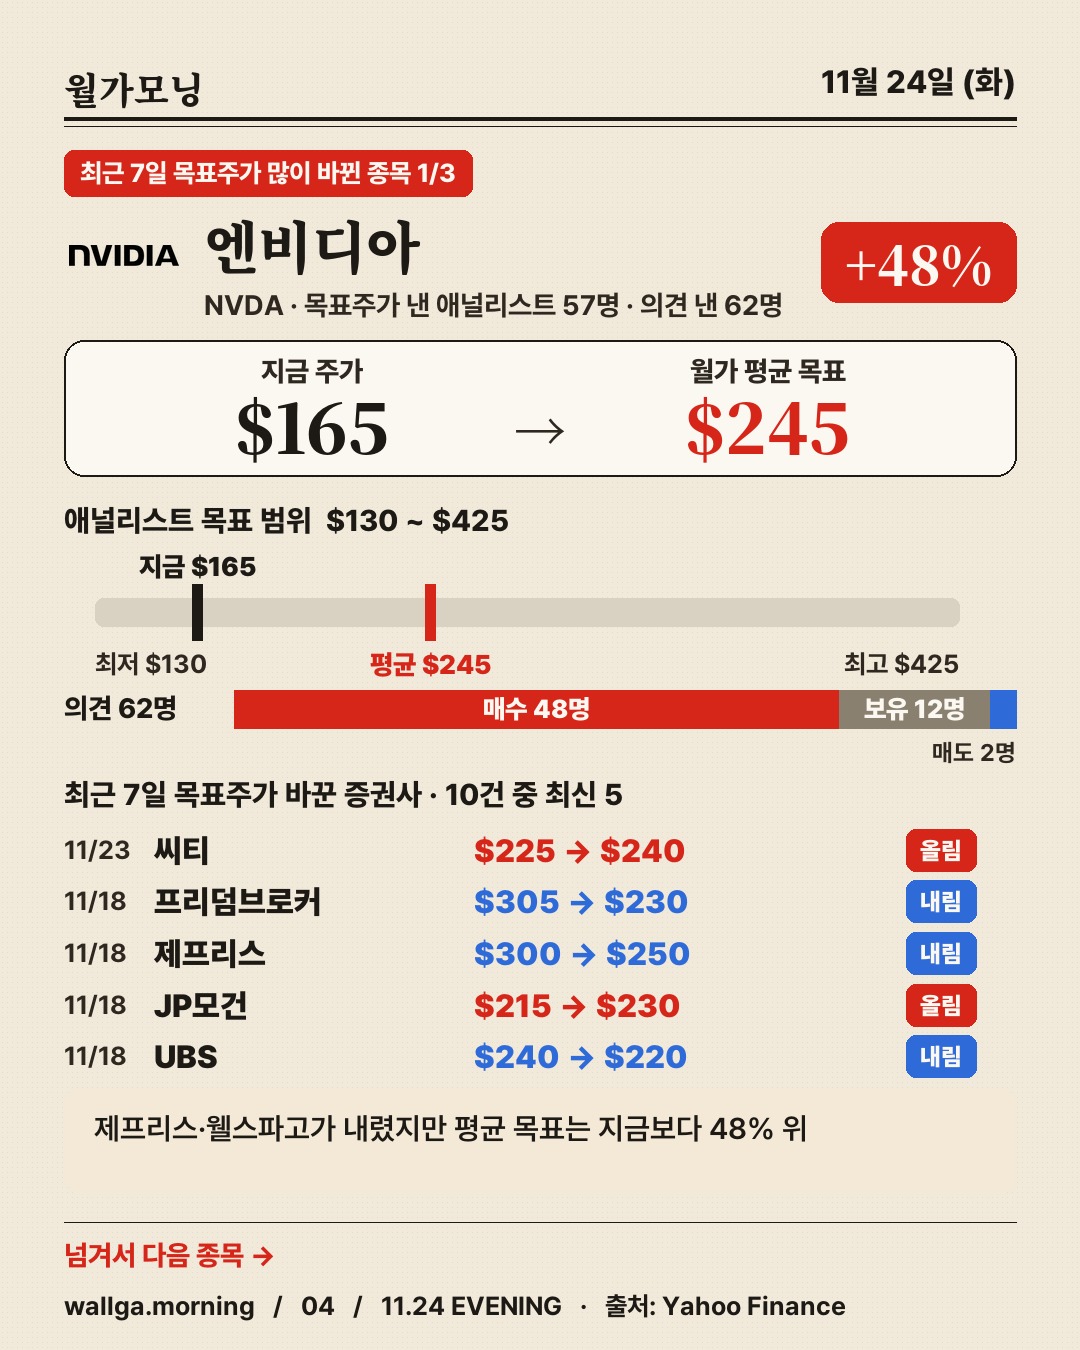 월가모닝
11월 24일 (화)
최근 7일 목표주가 많이 바뀐 종목 1/3
NVIDIA 엔비디아
+48%
NVDA · 목표주가 낸 애널리스트 57명 · 의견 낸 62명
지금 주가 월가 평균 목표
$165 → $245
애널리스트 목표 범위 $130 ~ $425
지금 $165
최저 $130 평균 $245 최고 $425
의견 62명 매수 48명 보유 12명
매도 2명
최근 7일 목표주가 바꾼 증권사 · 10건 중 최신 5
11/23 씨티 $225 → $240 올림
11/18 프리덤브로커 $305 → $230 내림
11/18 제프리스 $300 → $250 내림
11/18 JP모건 $215 → $230 올림
11/18 UBS $240 → $220 내림
제프리스·웰스파고가 내렸지만 평균 목표는 지금보다 48% 위
넘겨서 다음 종목 →
wallga.morning / 04 / 11.24 EVENING · 출처: Yahoo Finance